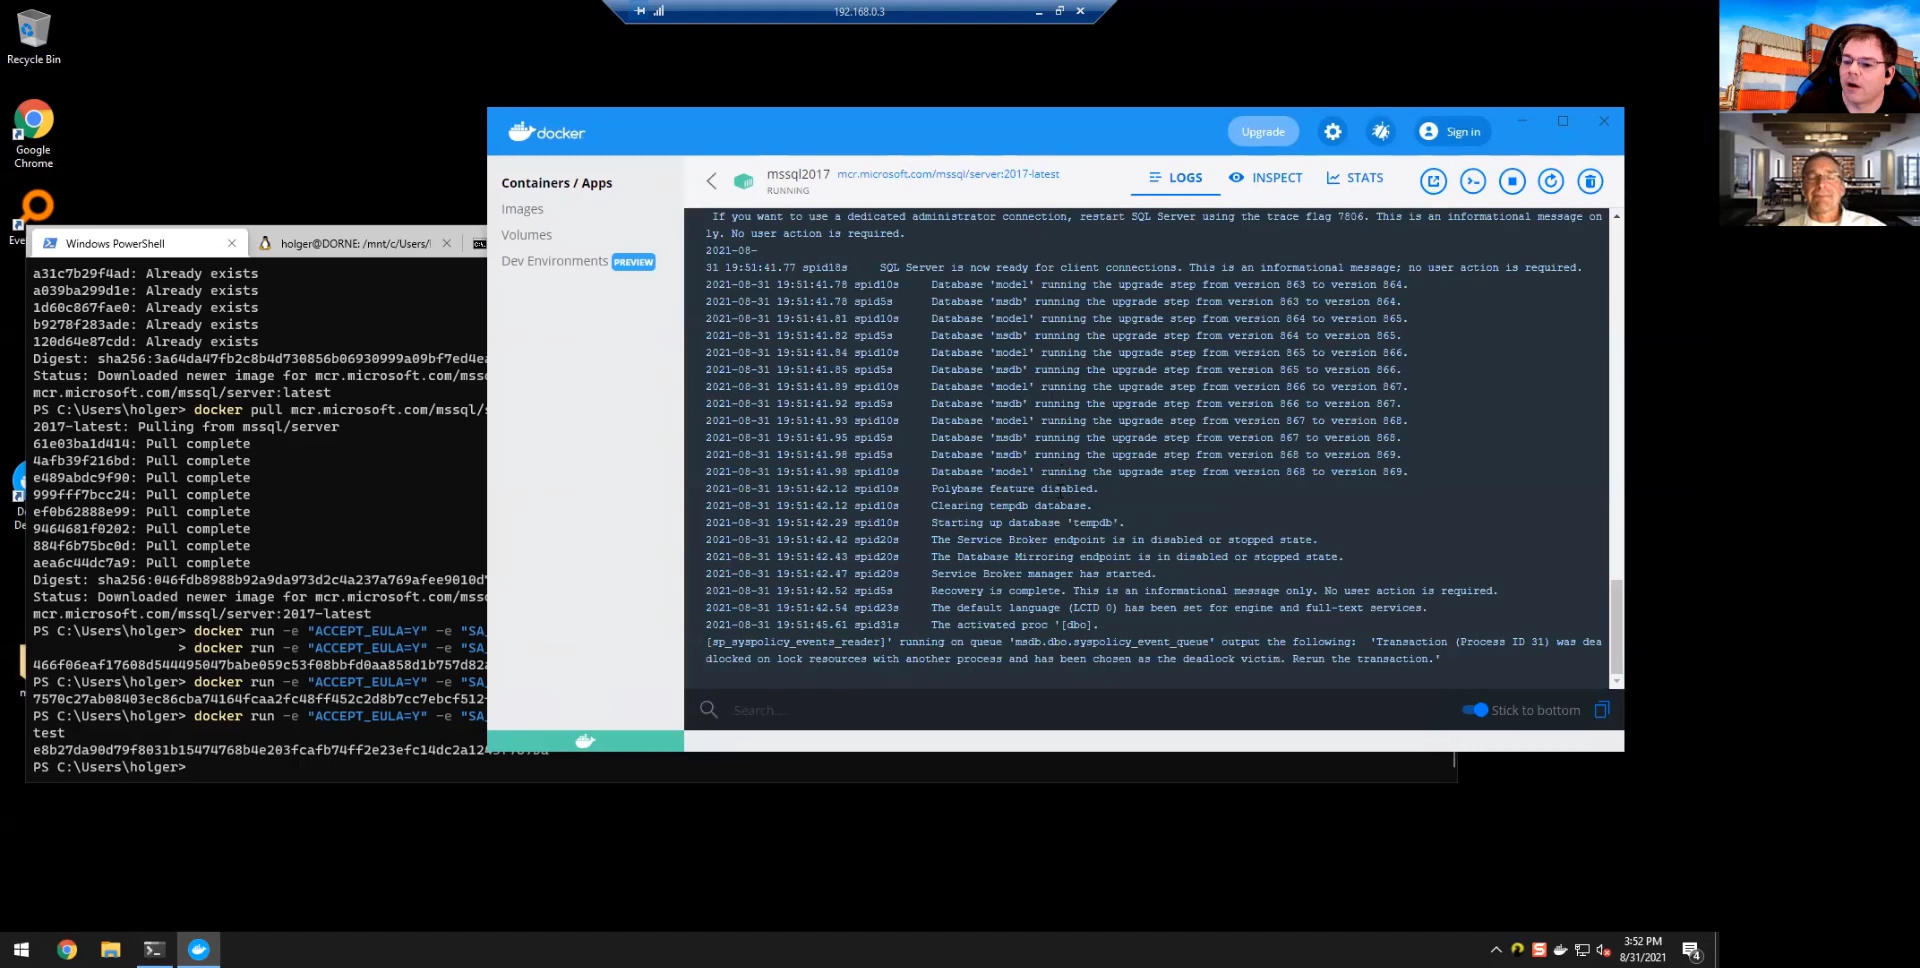 192.168.0.3
Recycle Bin
Google
Chrome
Windows PowerShell
holger@DORNE: /mnt/c/Users/
a31c7b29f4ad: Already exists
a039ba299d1e: Already exists
1d60c867fae0: Already exists
b9278f283ade: Already exists
120d64e87cdd: Already exists
Digest: sha256:3a64da47fb2c8b4d730856b06930999a09bf7ed4ea
Status: Downloaded newer image for mcr.microsoft.com/mss
mcr.microsoft.com/mssql/server:latest
PS C:\Users\holger> docker pull mcr.microsoft.com/mssql/s
2017-latest: Pulling from mssql/server
61e03ba1d414: Pull complete
4afb39f216bd: Pull complete
e489abdc9f90: Pull complete
999fff7bcc24: Pull complete
ef0b62888e99: Pull complete
9464681f0202: Pull complete
884f6b75bc0d: Pull complete
aea6c44dc7a9: Pull complete
Digest: sha256:046fdb8988b92a9da973d2c4a237a769afee9010d
Status: Downloaded newer image for mcr.microsoft.com/mss
mcr.microsoft.com/mssql/server:2017-latest
PS C:\Users\holger> docker run -e "ACCEPT_EULA=Y" -e "SA_
> docker run -e "ACCEPT_EULA=Y" -e "SA_
466f06eaf17608d544495047babe059c53f08bbfd0aa858d1b757d82a
PS C:\Users\holger> docker run -e "ACCEPT_EULA=Y" -e "SA_
7570c27ab08403ec86cba74164fcaa2fc48ff452c2d8b7cc7ebcf512
PS C:\Users\holger> docker run -e "ACCEPT_EULA=Y" -e "SA_
test
e8b27da90d79f8031b15474768b4e203fcafb74ff2e23efc14dc2a124
PS C:\Users\holger>
docker
Upgrade
Sign in
Containers / Apps
Images
Volumes
Dev Environments PREVIEW
mssql2017 mcr.microsoft.com/mssql/server:2017-latest
RUNNING
LOGS
INSPECT
STATS
If you want to use a dedicated administrator connection, restart SQL Server using the trace flag 7806. This is an informational message on
ly. No user action is required.
2021-08-
31 19:51:41.77 spid18s SQL Server is now ready for client connections. This is an informational message; no user action is required.
2021-08-31 19:51:41.78 spid10s Database 'model' running the upgrade step from version 863 to version 864.
2021-08-31 19:51:41.78 spid5s Database 'msdb' running the upgrade step from version 863 to version 864.
2021-08-31 19:51:41.81 spid10s Database 'model' running the upgrade step from version 864 to version 865.
2021-08-31 19:51:41.82 spid5s Database 'msdb' running the upgrade step from version 864 to version 865.
2021-08-31 19:51:41.84 spid10s Database 'model' running the upgrade step from version 865 to version 866.
2021-08-31 19:51:41.85 spid5s Database 'msdb' running the upgrade step from version 865 to version 866.
2021-08-31 19:51:41.89 spid10s Database 'model' running the upgrade step from version 866 to version 867.
2021-08-31 19:51:41.92 spid5s Database 'msdb' running the upgrade step from version 866 to version 867.
2021-08-31 19:51:41.93 spid10s Database 'model' running the upgrade step from version 867 to version 868.
2021-08-31 19:51:41.95 spid5s Database 'msdb' running the upgrade step from version 867 to version 868.
2021-08-31 19:51:41.98 spid5s Database 'msdb' running the upgrade step from version 868 to version 869.
2021-08-31 19:51:41.98 spid10s Database 'model' running the upgrade step from version 868 to version 869.
2021-08-31 19:51:42.12 spid10s Polybase feature disabled.
2021-08-31 19:51:42.12 spid10s Clearing tempdb database.
2021-08-31 19:51:42.29 spid10s Starting up database 'tempdb'.
2021-08-31 19:51:42.42 spid20s The Service Broker endpoint is in disabled or stopped state.
2021-08-31 19:51:42.43 spid20s The Database Mirroring endpoint is in disabled or stopped state.
2021-08-31 19:51:42.47 spid20s Service Broker manager has started.
2021-08-31 19:51:42.52 spid5s Recovery is complete. This is an informational message only. No user action is required.
2021-08-31 19:51:42.54 spid23s The default language (LCID 0) has been set for engine and full-text services.
2021-08-31 19:51:45.61 spid31s The activated proc '[dbo].
[sp_syspolicy_events_reader]' running on queue 'msdb.dbo.syspolicy_event_queue' output the following: 'Transaction (Process ID 31) was dea
dlocked on lock resources with another process and has been chosen as the deadlock victim. Rerun the transaction.'
Search...
Stick to bottom
3:52 PM
8/31/2021
4